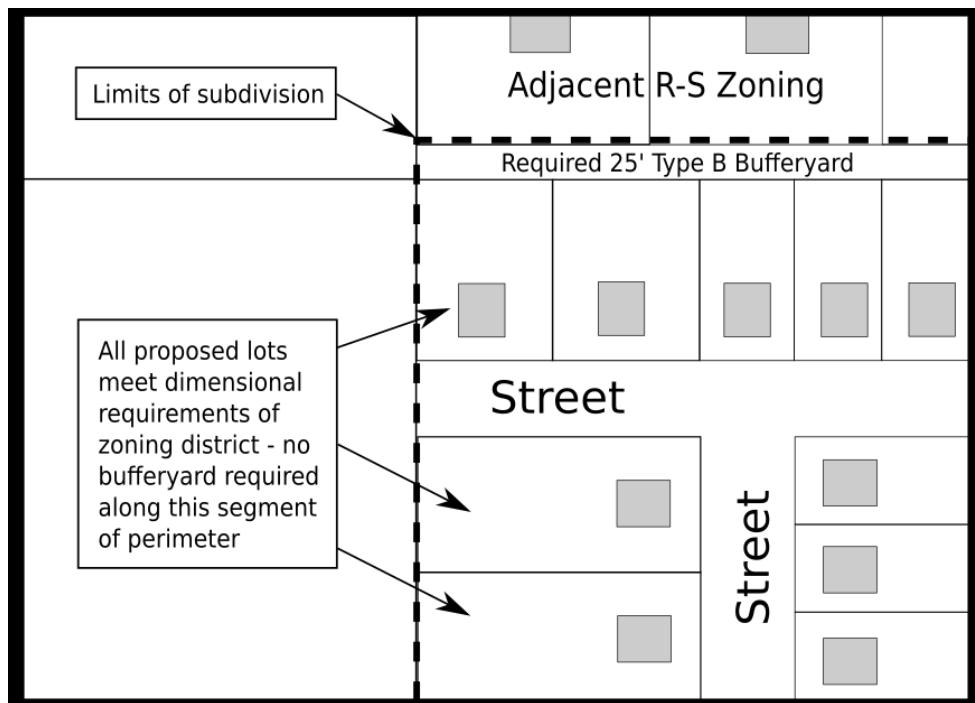 Adjacent R-S Zoning
Limits of subdivision
Required 25' Type B Bufferyard
All proposed lots
meet dimensional
requirements of
zoning district - no
bufferyard required
along this segment
of perimeter
Street
Street